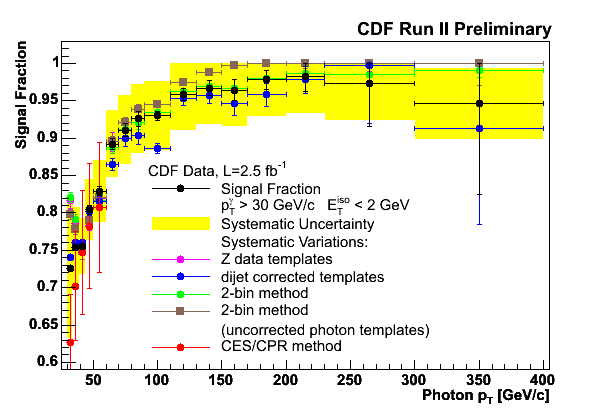 CDF Run II Preliminary
Signal Fraction
1
0.95
0.9
0.85
0.8
0.75
0.7
0.65
0.6
CDF Data, L=2.5 fb⁻¹
Signal Fraction
p_T^γ > 30 GeV/c E_T^iso < 2 GeV
Systematic Uncertainty
Systematic Variations:
Z data templates
dijet corrected templates
2-bin method
2-bin method
(uncorrected photon templates)
CES/CPR method
50 100 150 200 250 300 350 400
Photon p_T [GeV/c]